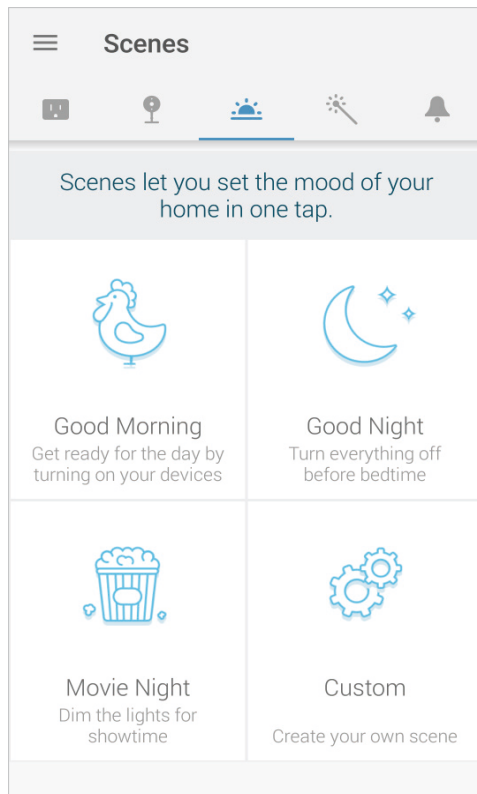 Scenes
Scenes let you set the mood of your
home in one tap.
Good Morning
Get ready for the day by
turning on your devices
Good Night
Turn everything off
before bedtime
Movie Night
Dim the lights for
showtime
Custom
Create your own scene